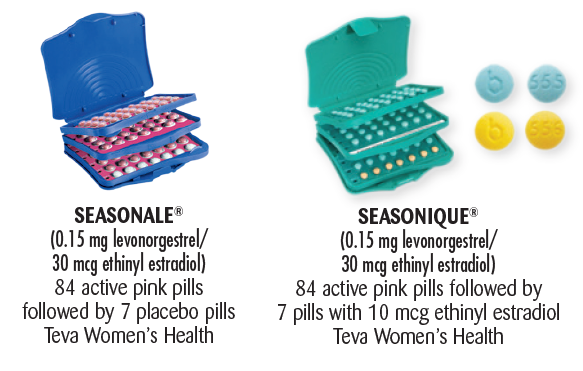 b 555
b 556
SEASONALE®
(0.15 mg levonorgestrel/
30 mcg ethinyl estradiol)
84 active pink pills
followed by 7 placebo pills
Teva Women's Health
SEASONIQUE®
(0.15 mg levonorgestrel/
30 mcg ethinyl estradiol)
84 active pink pills followed by
7 pills with 10 mcg ethinyl estradiol
Teva Women's Health